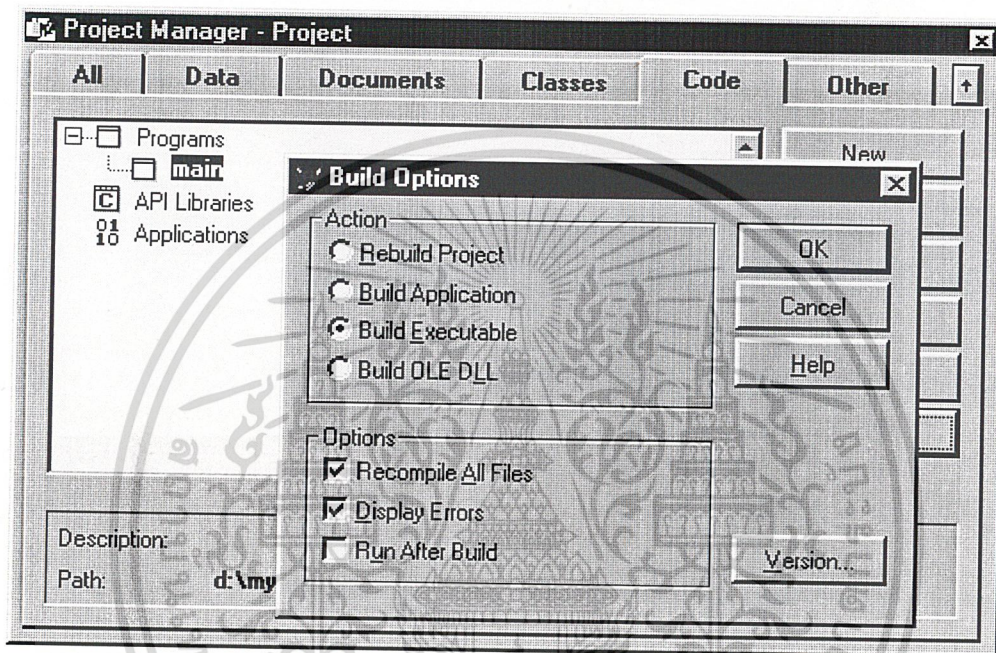 Project Manager - Project
All Data Documents Classes Code Other
Programs
main
API Libraries
Applications
New
Build Options
Action
Rebuild Project
Build Application
Build Executable
Build OLE DLL
OK
Cancel
Help
Options
Recompile All Files
Display Errors
Run After Build
Version...
Description:
Path: d:\my